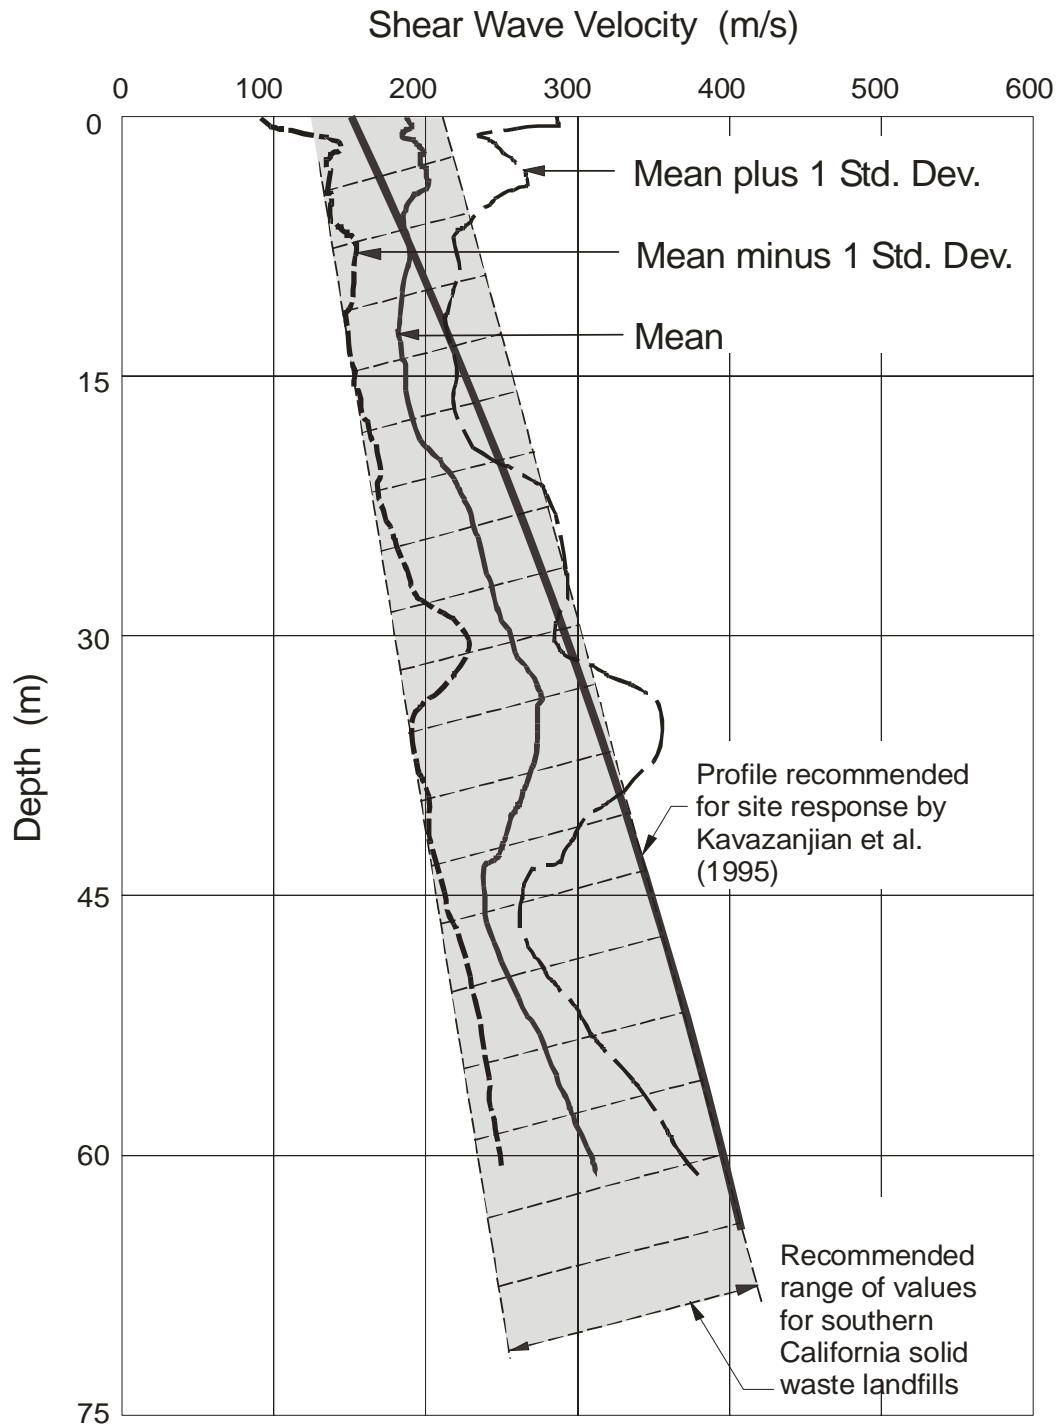 Shear Wave Velocity (m/s)
0 100 200 300 400 500 600
0
Mean plus 1 Std. Dev.
Mean minus 1 Std. Dev.
Mean
15
30
Depth (m)
Profile recommended
for site response by
Kavazanjian et al.
(1995)
45
60
Recommended
range of values
for southern
California solid
waste landfills
75